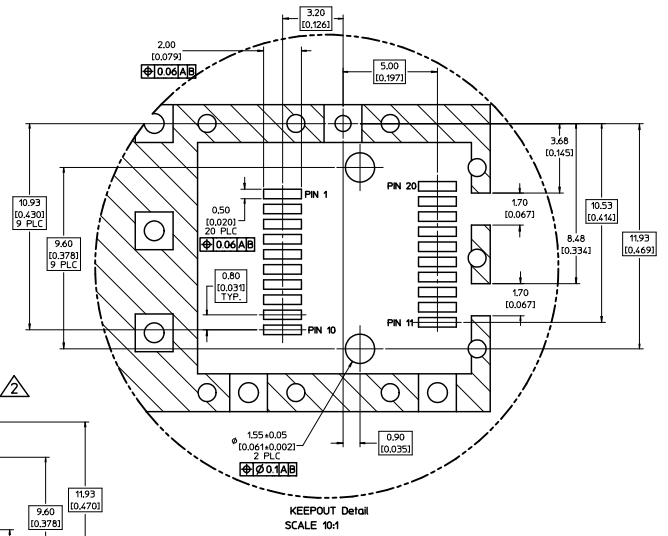 3.20
[0.126]
2.00
[0.079]
⌖ 0.06 A B
5.00
[0.197]
3.68
[0.145]
PIN 1
PIN 20
10.93
[0.430]
9 PLC
0.50
[0.020]
20 PLC
⌖ 0.06 A B
1.70
[0.067]
10.53
[0.414]
9.60
[0.378]
9 PLC
8.48
[0.334]
11.93
[0.469]
0.80
[0.031]
TYP.
1.70
[0.067]
PIN 10
PIN 11
2
⌀ 1.55±0.05
[0.061±0.002]
2 PLC
⌖ ⌀ 0.1 A B
0.90
[0.035]
11.93
[0.470]
9.60
[0.378]
KEEPOUT Detail
SCALE 10:1